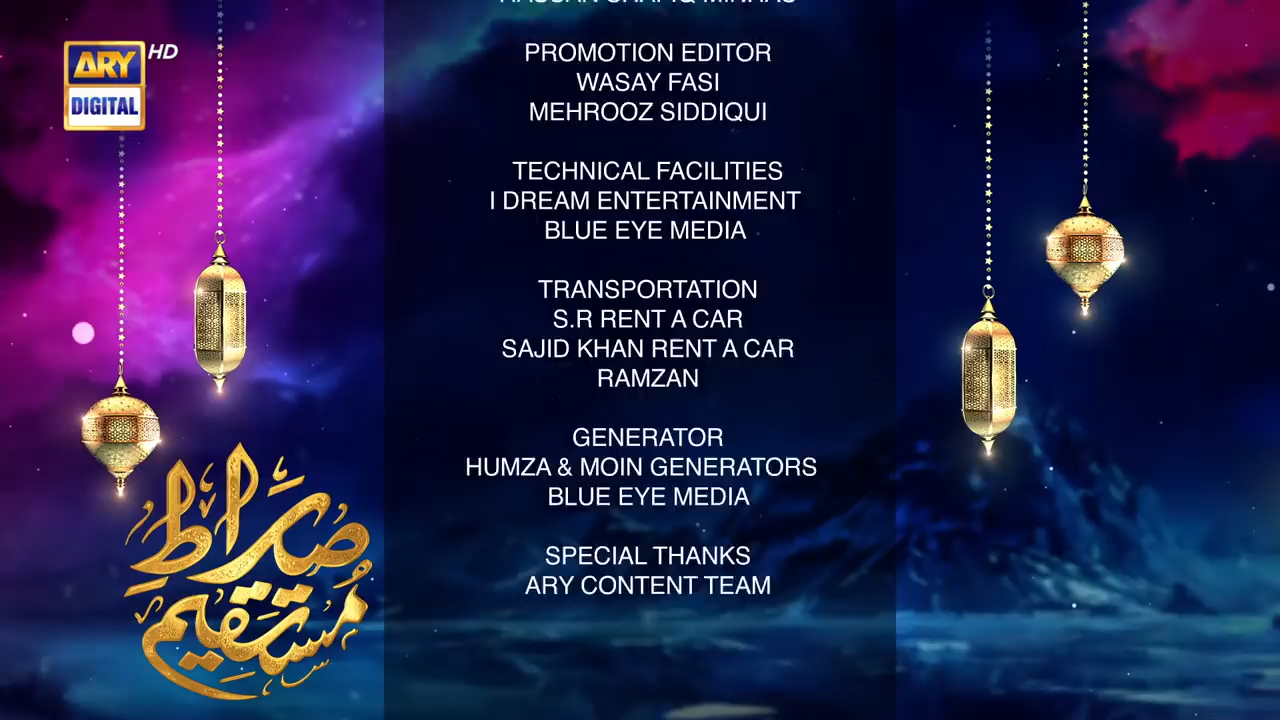 ARY HD
DIGITAL
PROMOTION EDITOR
WASAY FASI
MEHROOZ SIDDIQUI
TECHNICAL FACILITIES
I DREAM ENTERTAINMENT
BLUE EYE MEDIA
TRANSPORTATION
S.R RENT A CAR
SAJID KHAN RENT A CAR
RAMZAN
GENERATOR
HUMZA & MOIN GENERATORS
BLUE EYE MEDIA
SPECIAL THANKS
ARY CONTENT TEAM
صراطِ
مُستقیم